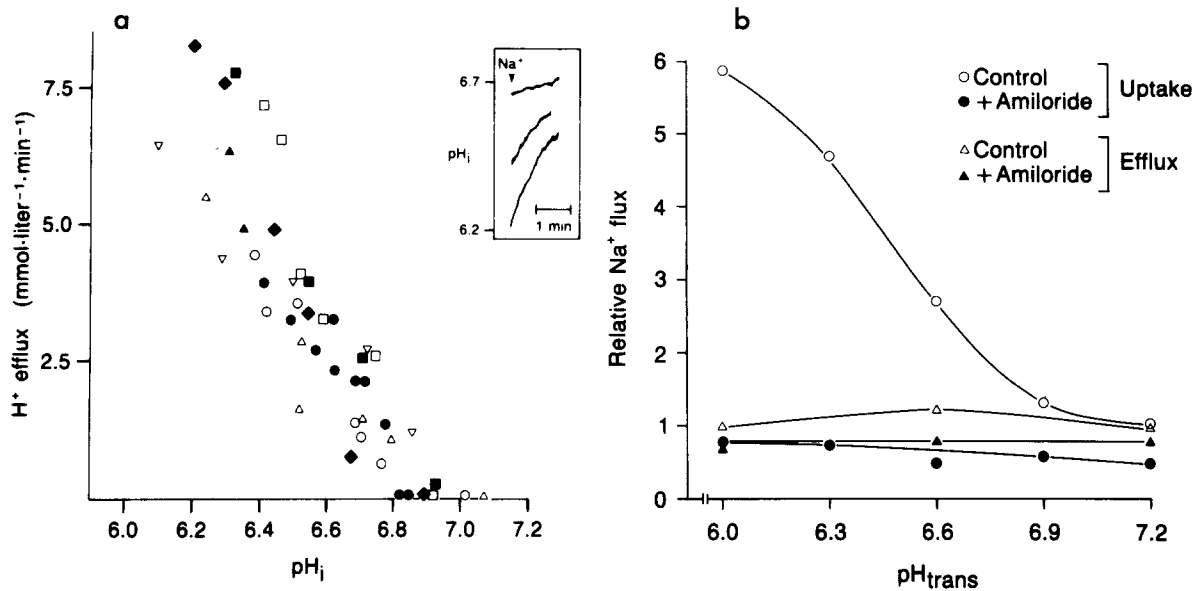 a
H⁺ efflux (mmol·liter⁻¹·min⁻¹)
7.5
5.0
2.5
6.0 6.2 6.4 6.6 6.8 7.0 7.2
pHi
Na⁺
6.7
pHi
6.2
1 min
b
Relative Na⁺ flux
6
5
4
3
2
1
0
6.0 6.3 6.6 6.9 7.2
pHtrans
Control
+ Amiloride
Uptake
Control
+ Amiloride
Efflux